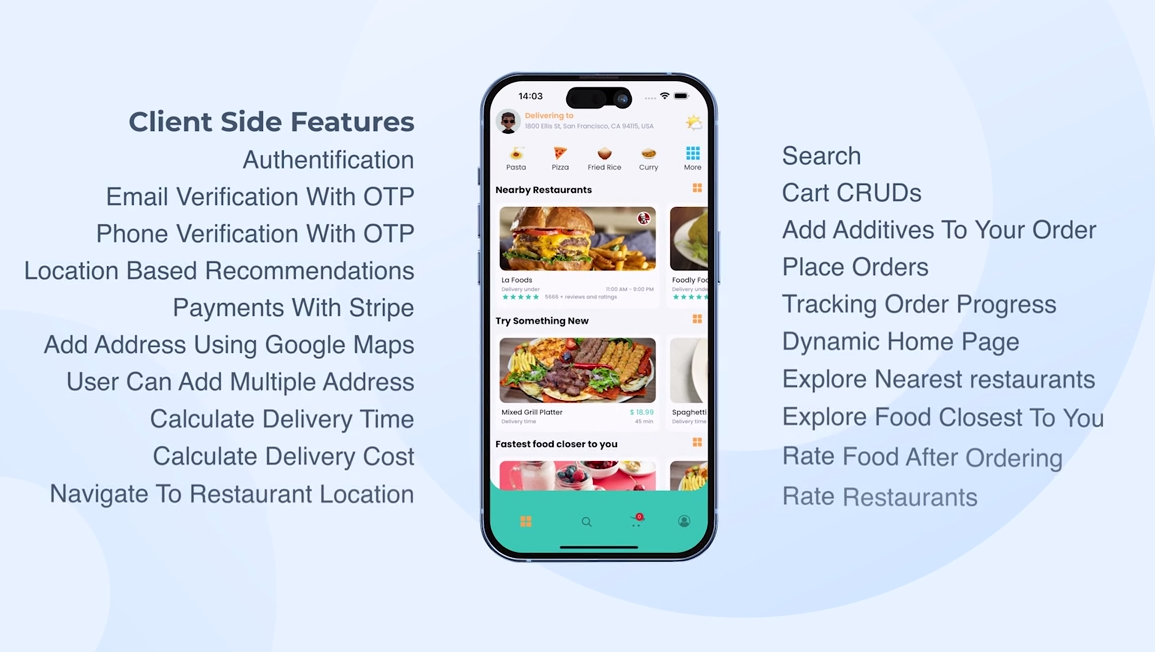 Client Side Features
Authentification
Email Verification With OTP
Phone Verification With OTP
Location Based Recommendations
Payments With Stripe
Add Address Using Google Maps
User Can Add Multiple Address
Calculate Delivery Time
Calculate Delivery Cost
Navigate To Restaurant Location
14:03
Delivering to
1800 Ellis St, San Francisco, CA 94115, USA
Pasta
Pizza
Fried Rice
Curry
More
Nearby Restaurants
La Foods
Delivery under
11:00 AM - 9:00 PM
5665 + reviews and ratings
Foodly Foo
Delivery unde
Try Something New
Mixed Grill Platter
$ 18.99
Delivery time
45 min
Spaghetti
Delivery time
Fastest food closer to you
0
Search
Cart CRUDs
Add Additives To Your Order
Place Orders
Tracking Order Progress
Dynamic Home Page
Explore Nearest restaurants
Explore Food Closest To You
Rate Food After Ordering
Rate Restaurants